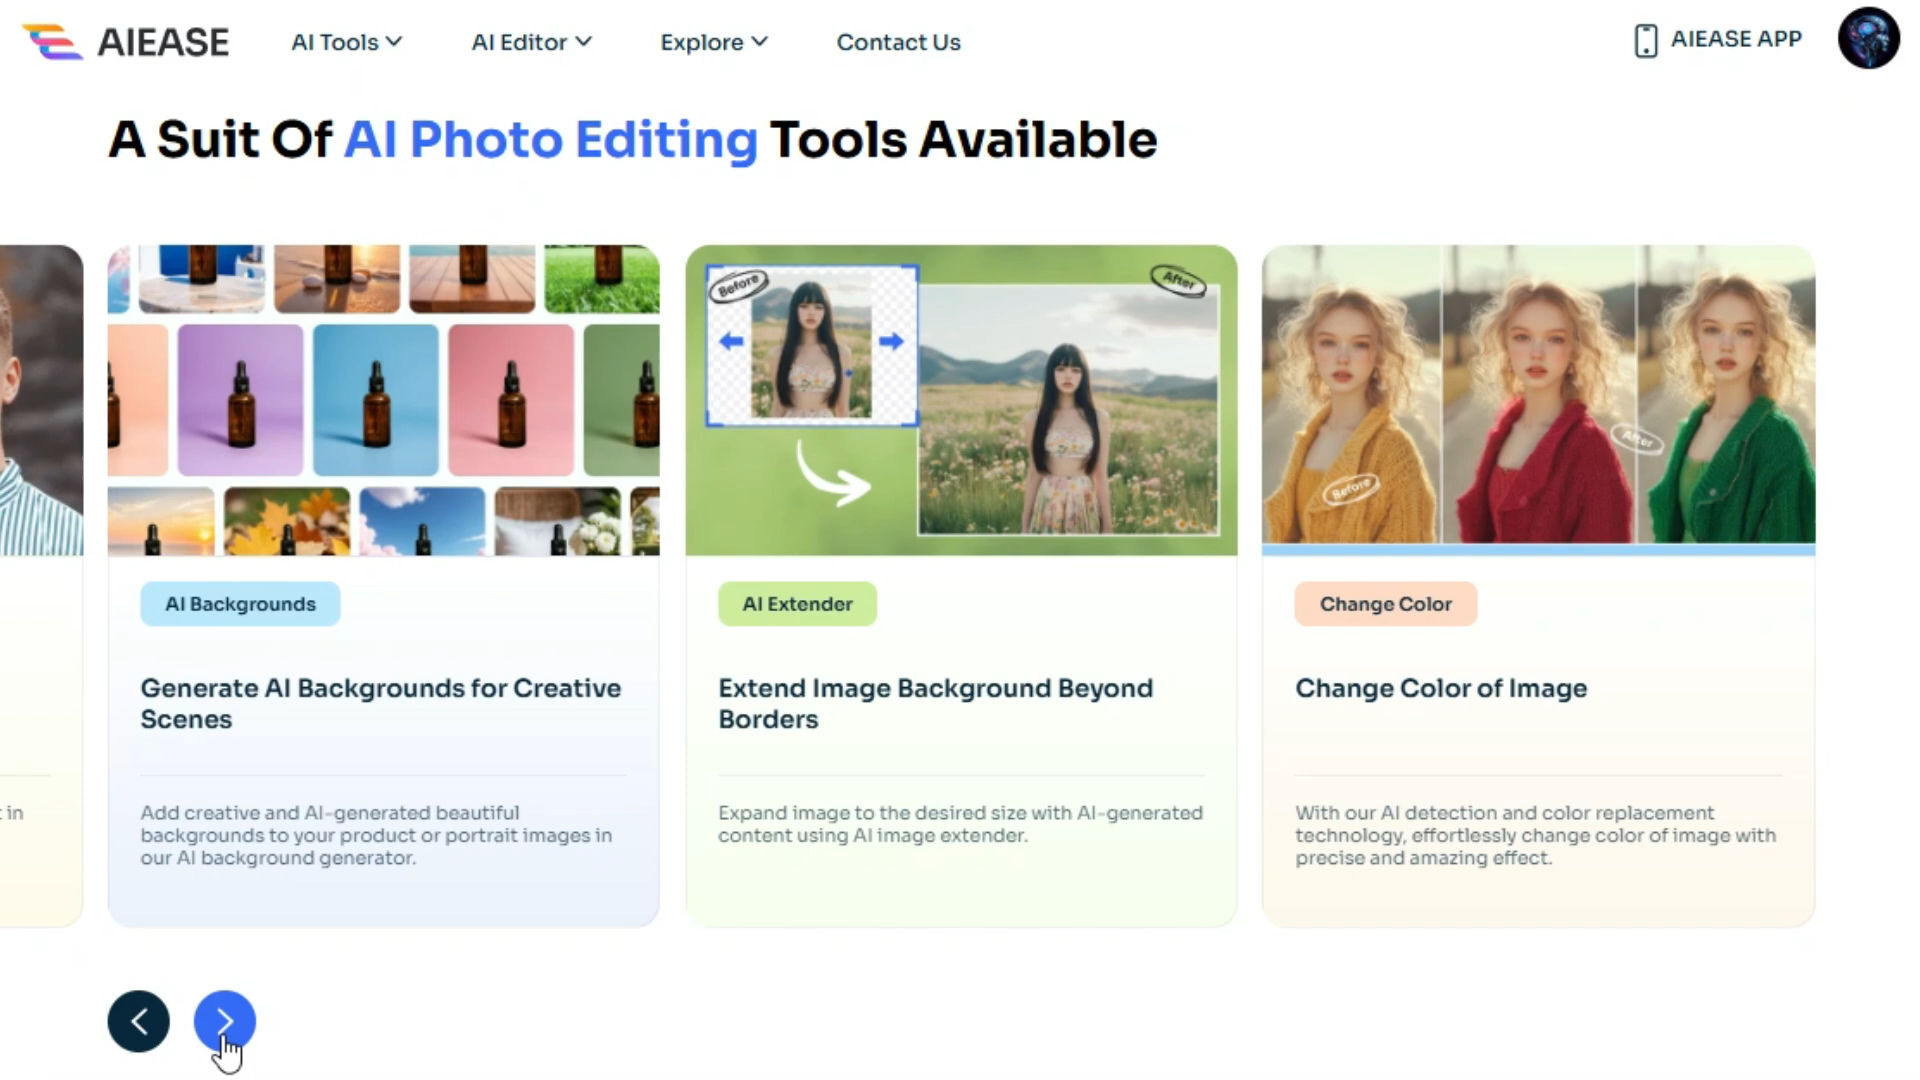 AIEASE
AI Tools
AI Editor
Explore
Contact Us
AIEASE APP
A Suit Of AI Photo Editing Tools Available
Before
After
Before
After
AI Backgrounds
AI Extender
Change Color
Generate AI Backgrounds for Creative
Scenes
Extend Image Background Beyond
Borders
Change Color of Image
t in
Add creative and AI-generated beautiful
backgrounds to your product or portrait images in
our AI background generator.
Expand image to the desired size with AI-generated
content using AI image extender.
With our AI detection and color replacement
technology, effortlessly change color of image with
precise and amazing effect.